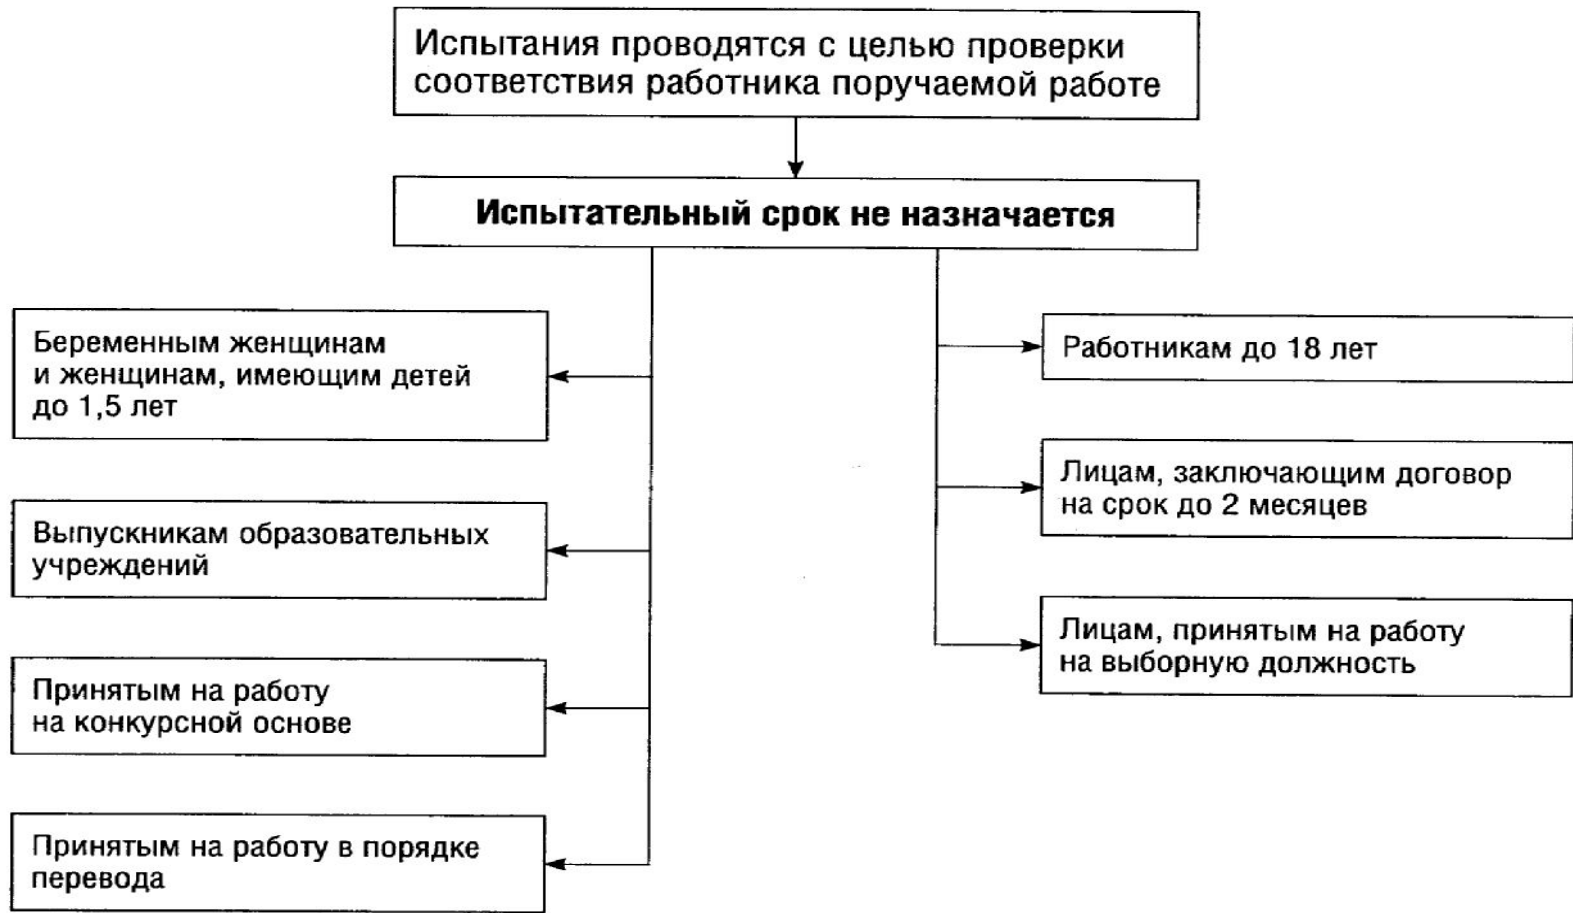 Испытания проводятся с целью проверки
соответствия работника поручаемой работе
Испытательный срок не назначается
Беременным женщинам
и женщинам, имеющим детей
до 1,5 лет
Выпускникам образовательных
учреждений
Принятым на работу
на конкурсной основе
Принятым на работу в порядке
перевода
Работникам до 18 лет
Лицам, заключающим договор
на срок до 2 месяцев
Лицам, принятым на работу
на выборную должность